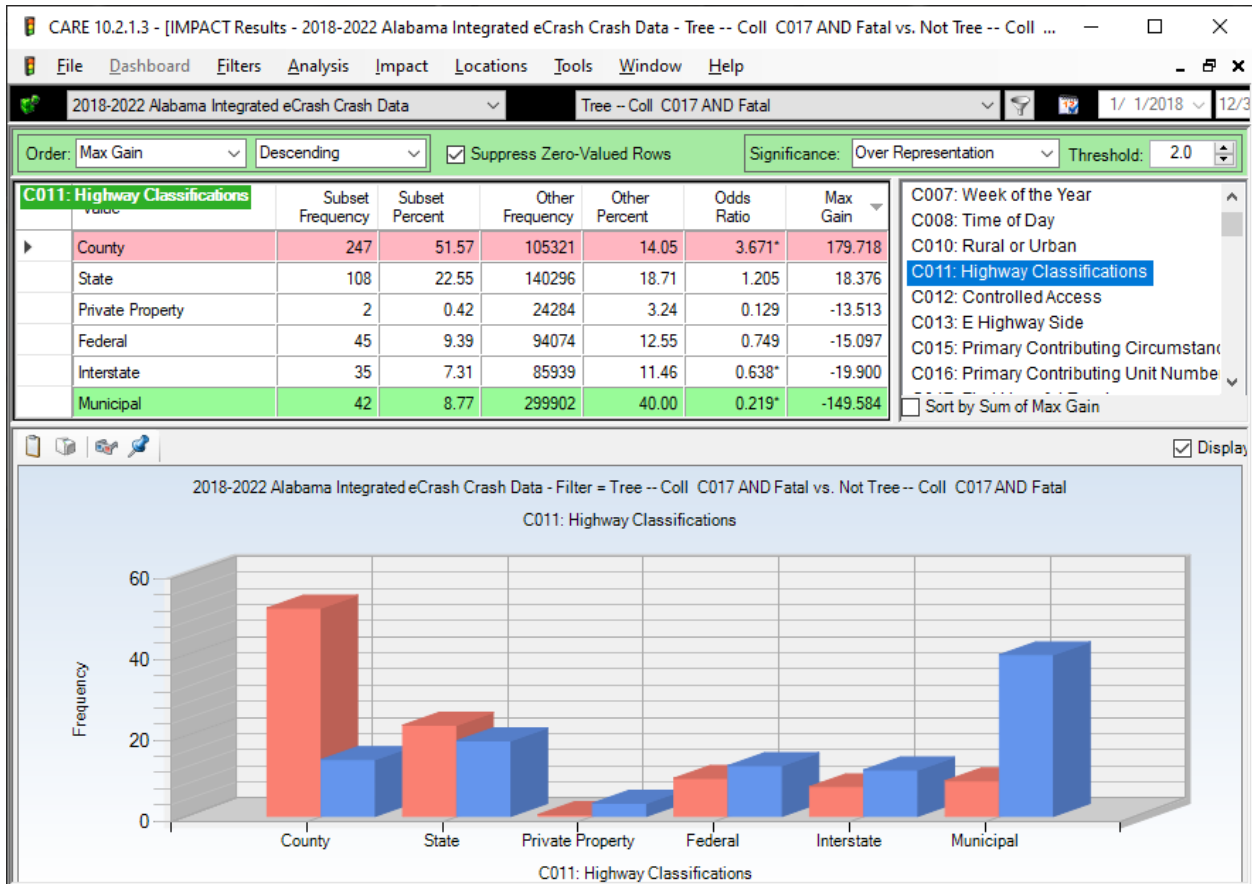 CARE 10.2.1.3 - [IMPACT Results - 2018-2022 Alabama Integrated eCrash Crash Data - Tree -- Coll C017 AND Fatal vs. Not Tree -- Coll ...
File Dashboard Filters Analysis Impact Locations Tools Window Help
2018-2022 Alabama Integrated eCrash Crash Data Tree -- Coll C017 AND Fatal 1/ 1/2018 12/3
Order: Max Gain Descending Suppress Zero-Valued Rows Significance: Over Representation Threshold: 2.0
C011: Highway Classifications Subset Frequency Subset Percent Other Frequency Other Percent Odds Ratio Max Gain
County 247 51.57 105321 14.05 3.671* 179.718
State 108 22.55 140296 18.71 1.205 18.376
Private Property 2 0.42 24284 3.24 0.129 -13.513
Federal 45 9.39 94074 12.55 0.749 -15.097
Interstate 35 7.31 85939 11.46 0.638* -19.900
Municipal 42 8.77 299902 40.00 0.219* -149.584
C007: Week of the Year
C008: Time of Day
C010: Rural or Urban
C011: Highway Classifications
C012: Controlled Access
C013: E Highway Side
C015: Primary Contributing Circumstanc
C016: Primary Contributing Unit Numbe
Sort by Sum of Max Gain
Display
2018-2022 Alabama Integrated eCrash Crash Data - Filter = Tree -- Coll C017 AND Fatal vs. Not Tree -- Coll C017 AND Fatal
C011: Highway Classifications
Frequency
60
40
20
0
County State Private Property Federal Interstate Municipal
C011: Highway Classifications